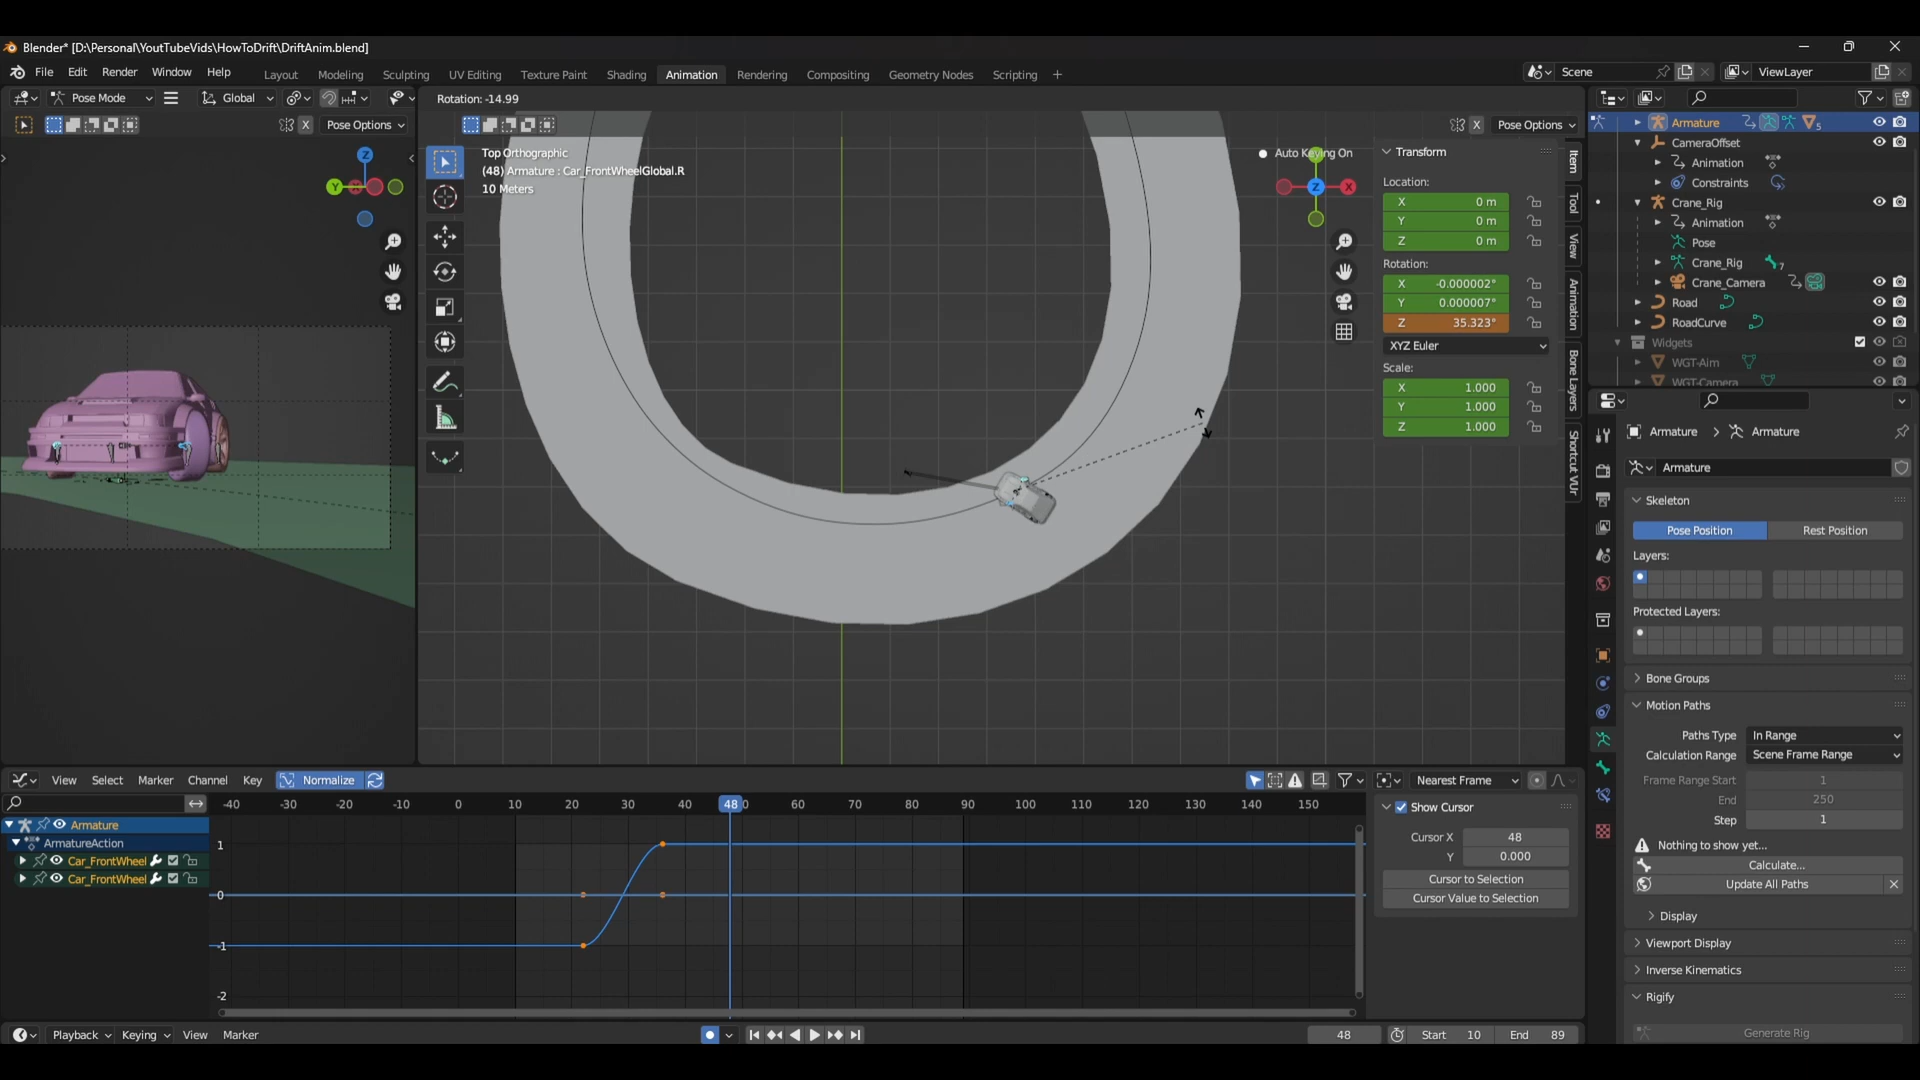 Blender* [D:\Personal\YoutTubeVids\HowToDrift\DriftAnim.blend]
File Edit Render Window Help Layout Modeling Sculpting UV Editing Texture Paint Shading Animation Rendering Compositing Geometry Nodes Scripting + Scene ViewLayer
Pose Mode Global Rotation: -14.99
X Pose Options X Pose Options
Top Orthographic
(48) Armature : Car_FrontWheelGlobal.R
10 Meters
Auto Keying On
Z
Y
Z X
Transform
Location:
X 0 m
Y 0 m
Z 0 m
Rotation:
X -0.000002°
Y 0.000007°
Z 35.323°
XYZ Euler
Scale:
X 1.000
Y 1.000
Z 1.000
Item
Tool
View
Animation
Bone Layers
Shortcut VUr
Armature 5
CameraOffset
Animation
Constraints
Crane_Rig
Animation
Pose
Crane_Rig 7
Crane_Camera
Road
RoadCurve
Widgets
WGT-Aim
WGT-Camera
Armature > Armature
Armature
Skeleton
Pose Position Rest Position
Layers:
Protected Layers:
Bone Groups
Motion Paths
Paths Type In Range
Calculation Range Scene Frame Range
Frame Range Start 1
End 250
Step 1
Nothing to show yet...
Calculate...
Update All Paths
Display
Viewport Display
Inverse Kinematics
Rigify
Generate Rig
View Select Marker Channel Key Normalize Nearest Frame
-40 -30 -20 -10 0 10 20 30 40 48 60 70 80 90 100 110 120 130 140 150
Armature
ArmatureAction
Car_FrontWheel
Car_FrontWheel
1
0
-1
-2
Show Cursor
Cursor X 48
Y 0.000
Cursor to Selection
Cursor Value to Selection
Playback Keying View Marker 48 Start 10 End 89